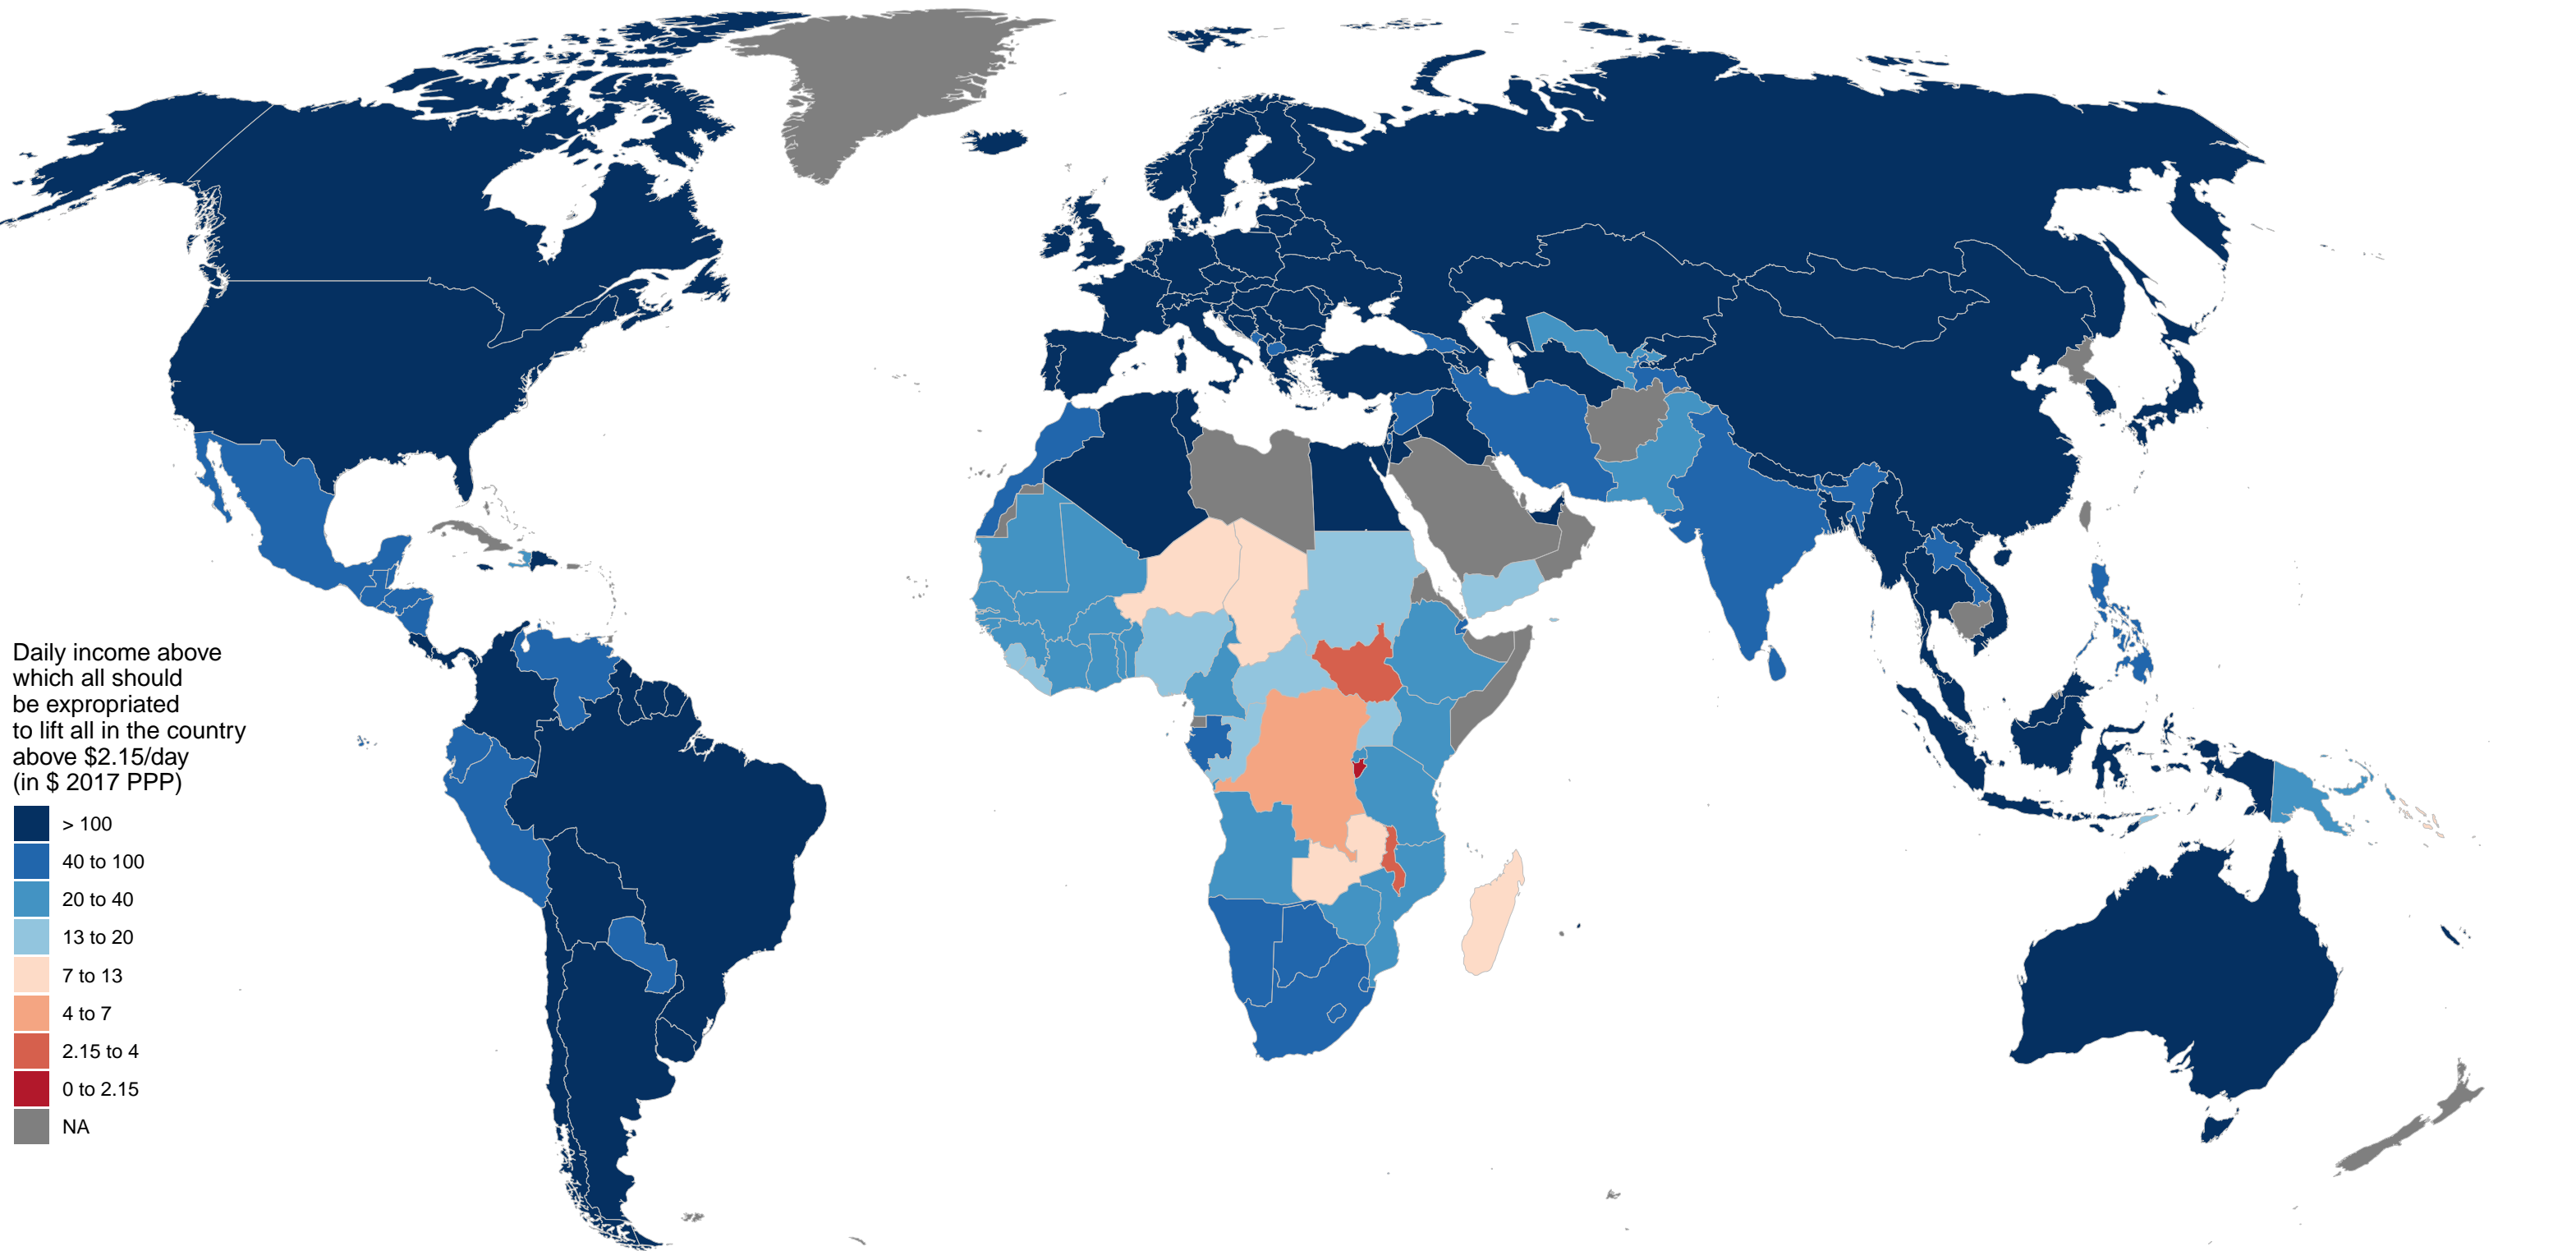 Daily income above
which all should
be expropriated
to lift all in the country
above $2.15/day
(in $ 2017 PPP)
> 100
40 to 100
20 to 40
13 to 20
7 to 13
4 to 7
2.15 to 4
0 to 2.15
NA